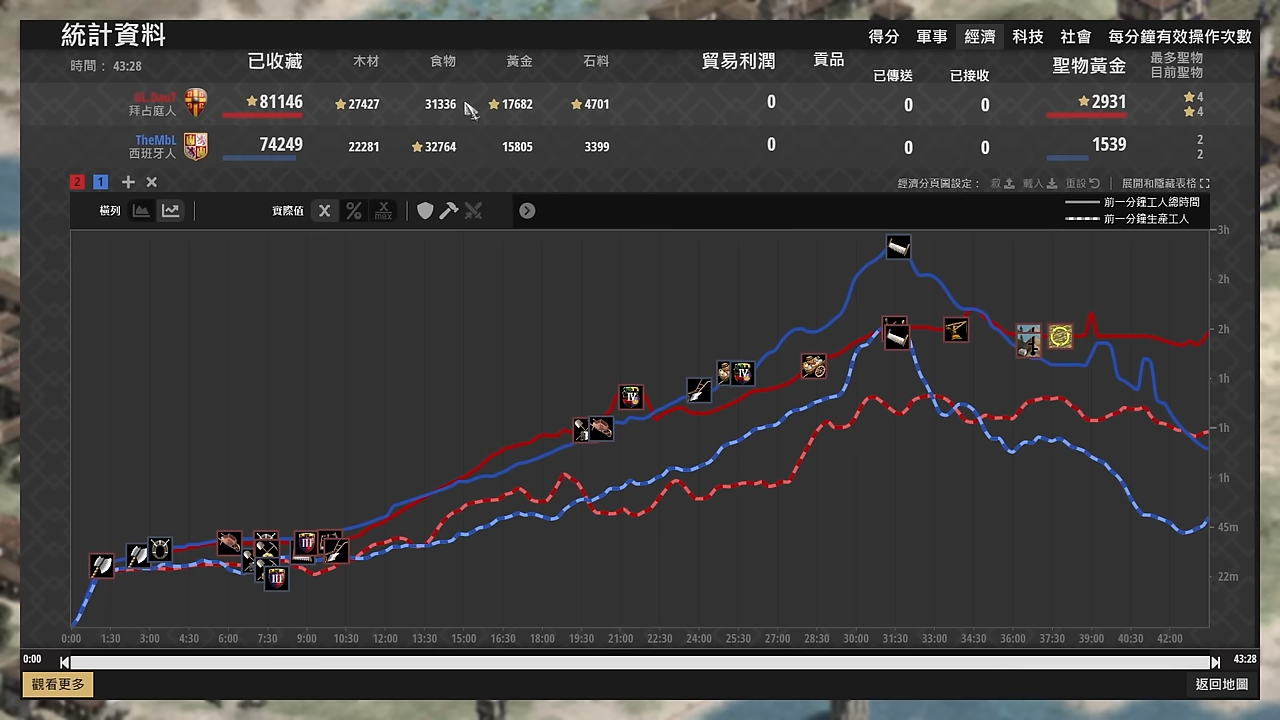 統計資料
得分 軍事 經濟 科技 社會 每分鐘有效操作次數
時間： 43:28
已收藏 木材 食物 黃金 石料 貿易利潤 貢品 已傳送 已接收 聖物黃金 最多聖物
目前聖物
81146 27427 31336 17682 4701 0 0 0 2931 4
4
拜占庭人
TheMbL 74249 22281 32764 15805 3399 0 0 0 1539 2
西班牙人 2
2 1
經濟分頁圖設定： 載入 重設 展開和隱藏表格
橫列 實際值 X % X max
前一分鐘工人總時間
前一分鐘生產工人
3h
2h
2h
1h
1h
1h
45m
22m
IV
IV
III
III
0:00 1:30 3:00 4:30 6:00 7:30 9:00 10:30 12:00 13:30 15:00 16:30 18:00 19:30 21:00 22:30 24:00 25:30 27:00 28:30 30:00 31:30 33:00 34:30 36:00 37:30 39:00 40:30 42:00
0:00 43:28
觀看更多 返回地圖